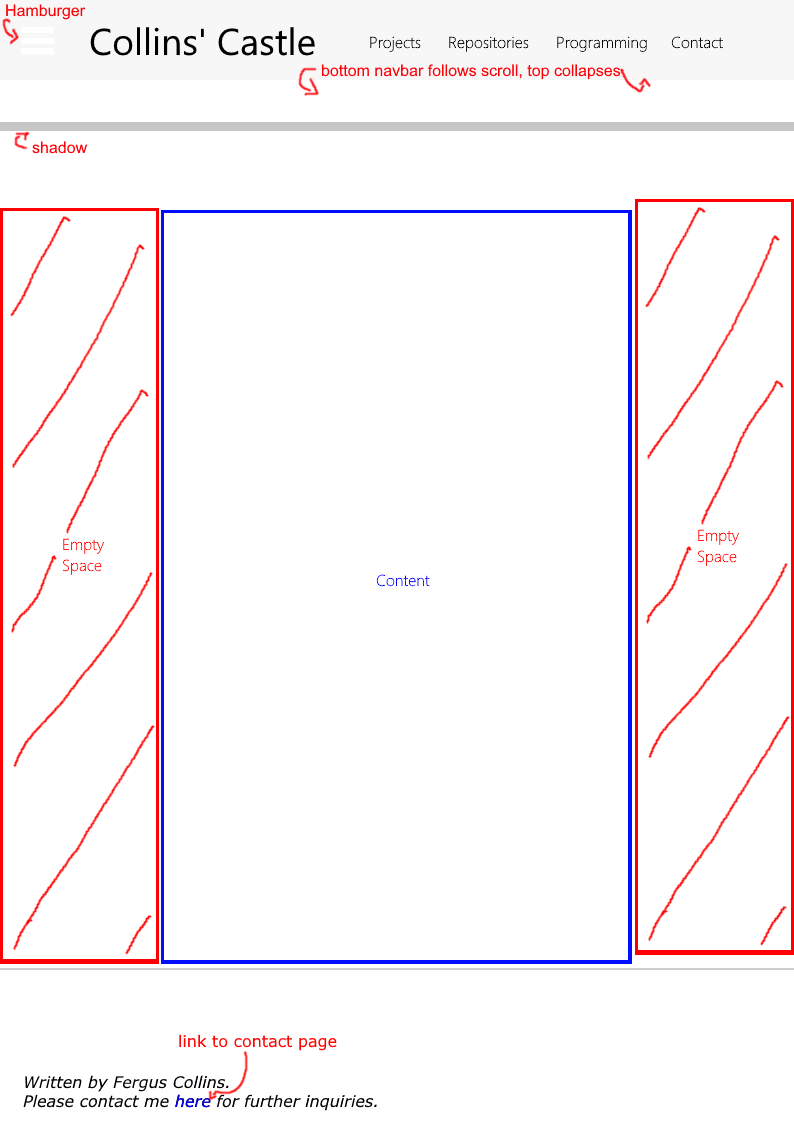 Hamburger
Collins' Castle
Projects Repositories Programming Contact
bottom navbar follows scroll, top collapses
shadow
Empty
Space
Content
Empty
Space
link to contact page
Written by Fergus Collins.
Please contact me here for further inquiries.